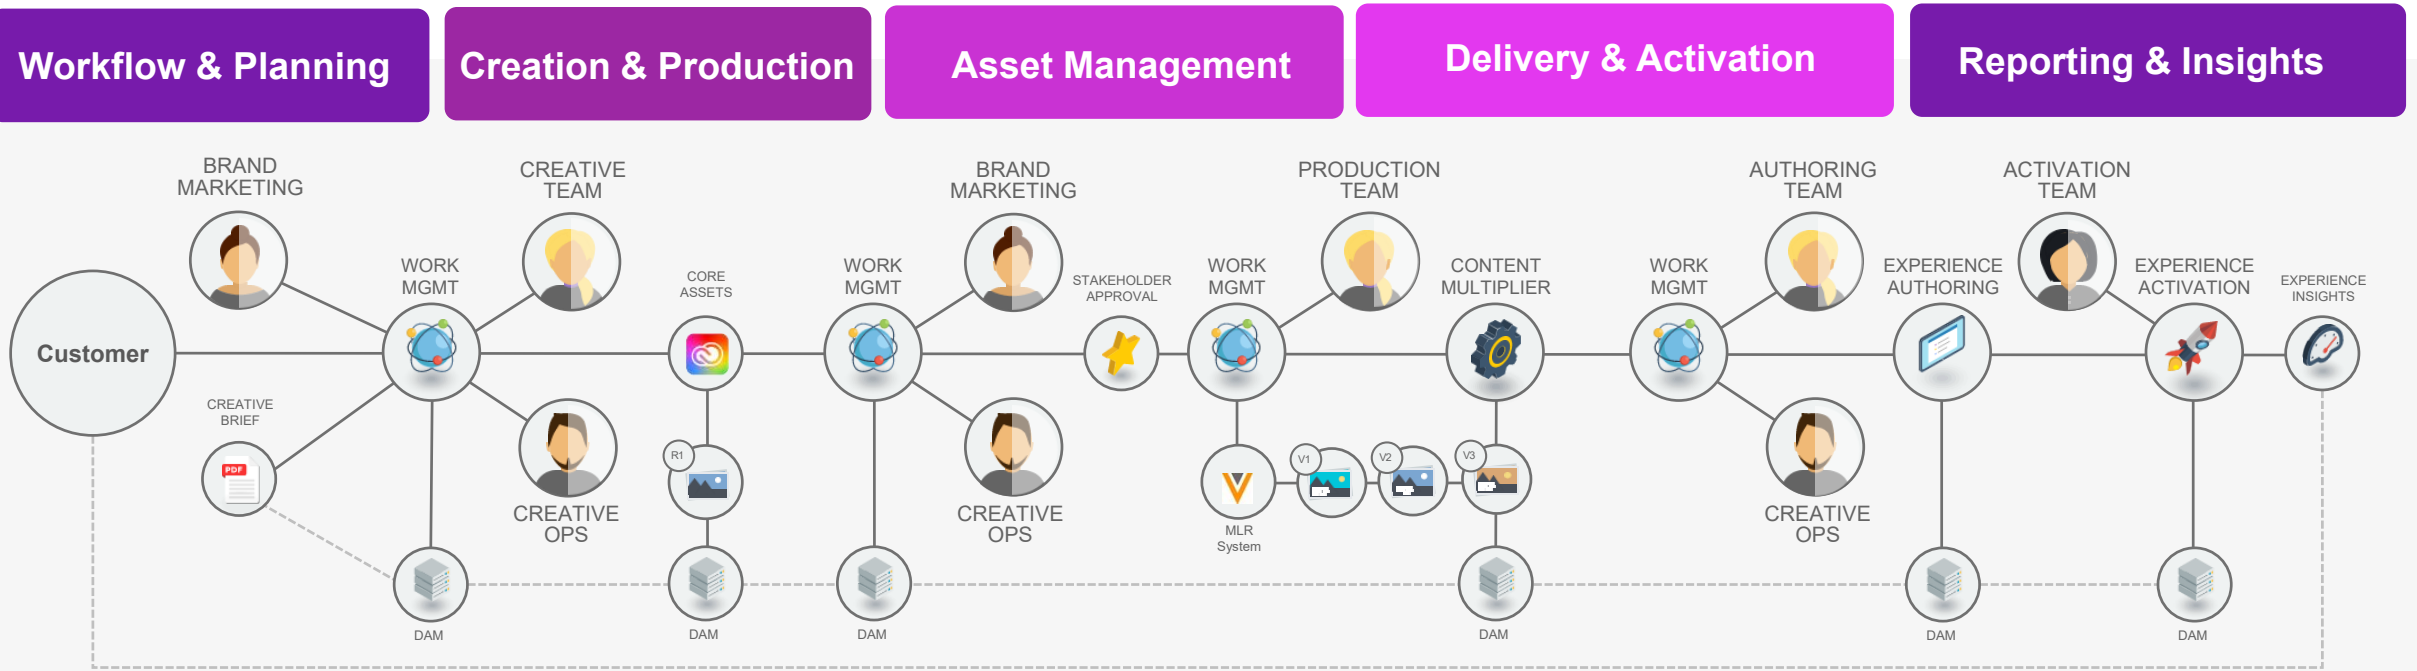 Workflow & Planning
Creation & Production
Asset Management
Delivery & Activation
Reporting & Insights
BRAND
MARKETING
CREATIVE
TEAM
BRAND
MARKETING
PRODUCTION
TEAM
AUTHORING
TEAM
ACTIVATION
TEAM
WORK
MGMT
CORE
ASSETS
WORK
MGMT
STAKEHOLDER
APPROVAL
WORK
MGMT
CONTENT
MULTIPLIER
WORK
MGMT
EXPERIENCE
AUTHORING
EXPERIENCE
ACTIVATION
EXPERIENCE
INSIGHTS
Customer
CREATIVE
BRIEF
PDF
R1
V1
V2
V3
CREATIVE
OPS
CREATIVE
OPS
MLR
System
CREATIVE
OPS
DAM
DAM
DAM
DAM
DAM
DAM